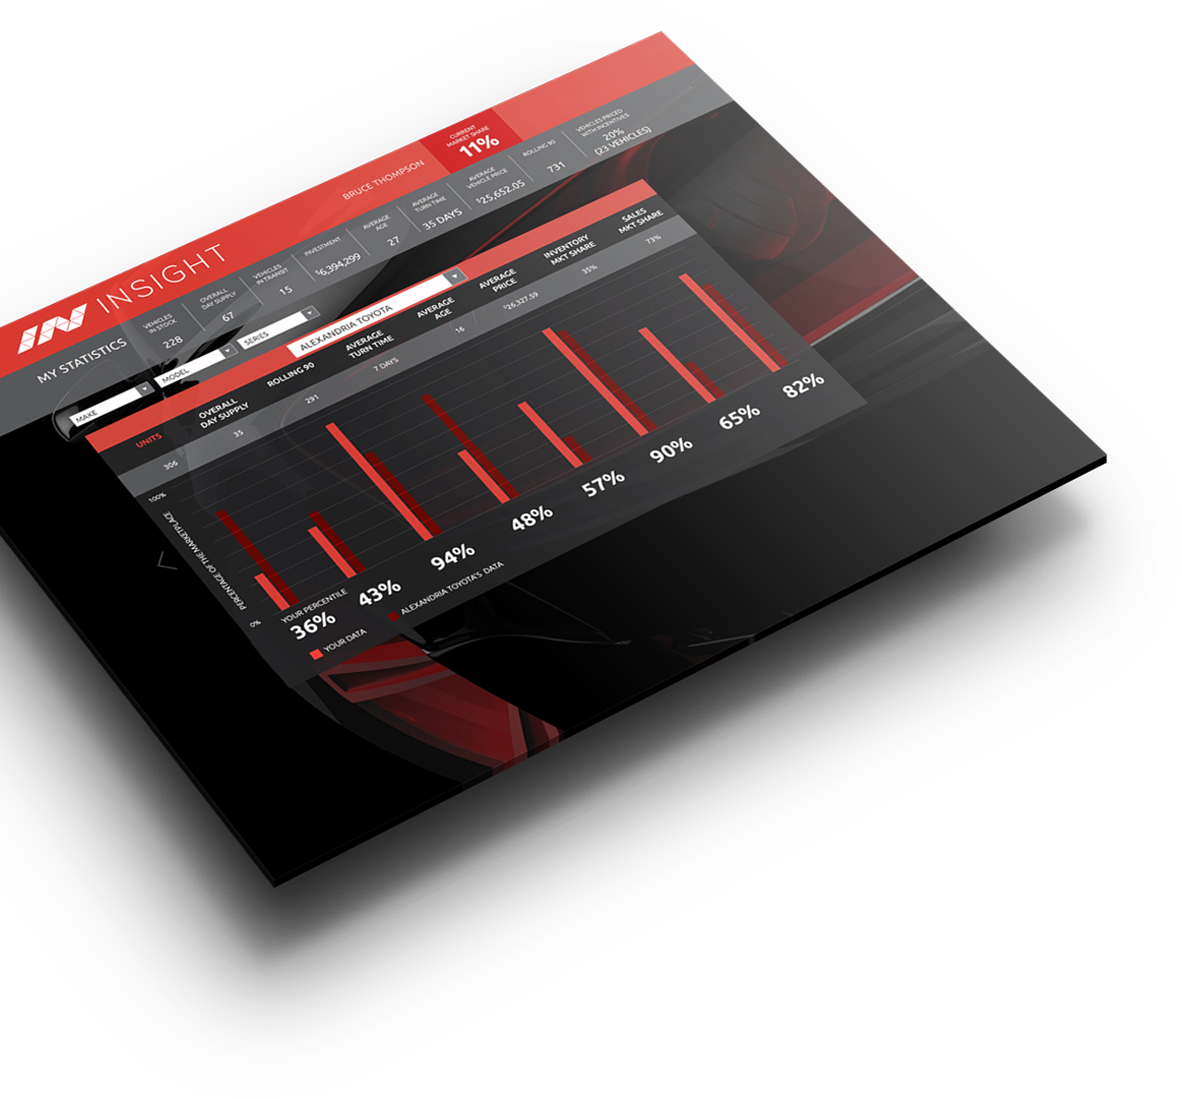 IN INSIGHT
BRUCE THOMPSON
CURRENT
MARKET SHARE
11%
MY STATISTICS
VEHICLES
IN STOCK
228
OVERALL
DAY SUPPLY
67
VEHICLES
IN TRANSIT
15
INVESTMENT
$6,394,299
AVERAGE
AGE
27
AVERAGE
TURN TIME
35 DAYS
AVERAGE
VEHICLE PRICE
$25,652.05
ROLLING 90
731
VEHICLES PRICED
WITH INCENTIVES
20%
(23 VEHICLES)
MAKE
MODEL
SERIES
ALEXANDRIA TOYOTA
UNITS
306
OVERALL
DAY SUPPLY
35
ROLLING 90
291
AVERAGE
TURN TIME
7 DAYS
AVERAGE
AGE
16
AVERAGE
PRICE
$26,327.59
INVENTORY
MKT SHARE
35%
SALES
MKT SHARE
73%
100%
PERCENTAGE OF THE MARKETPLACE
0%
YOUR PERCENTILE
36%
43%
94%
48%
57%
90%
65%
82%
YOUR DATA
ALEXANDRIA TOYOTA'S DATA